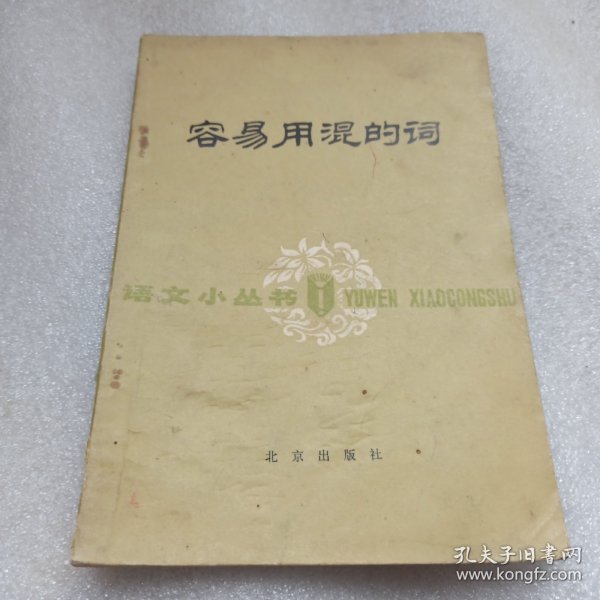 容易用混的词
语文小丛书 YUWEN XIAOCONGSHU
北京出版社
孔夫子旧书网
www.kongfz.com